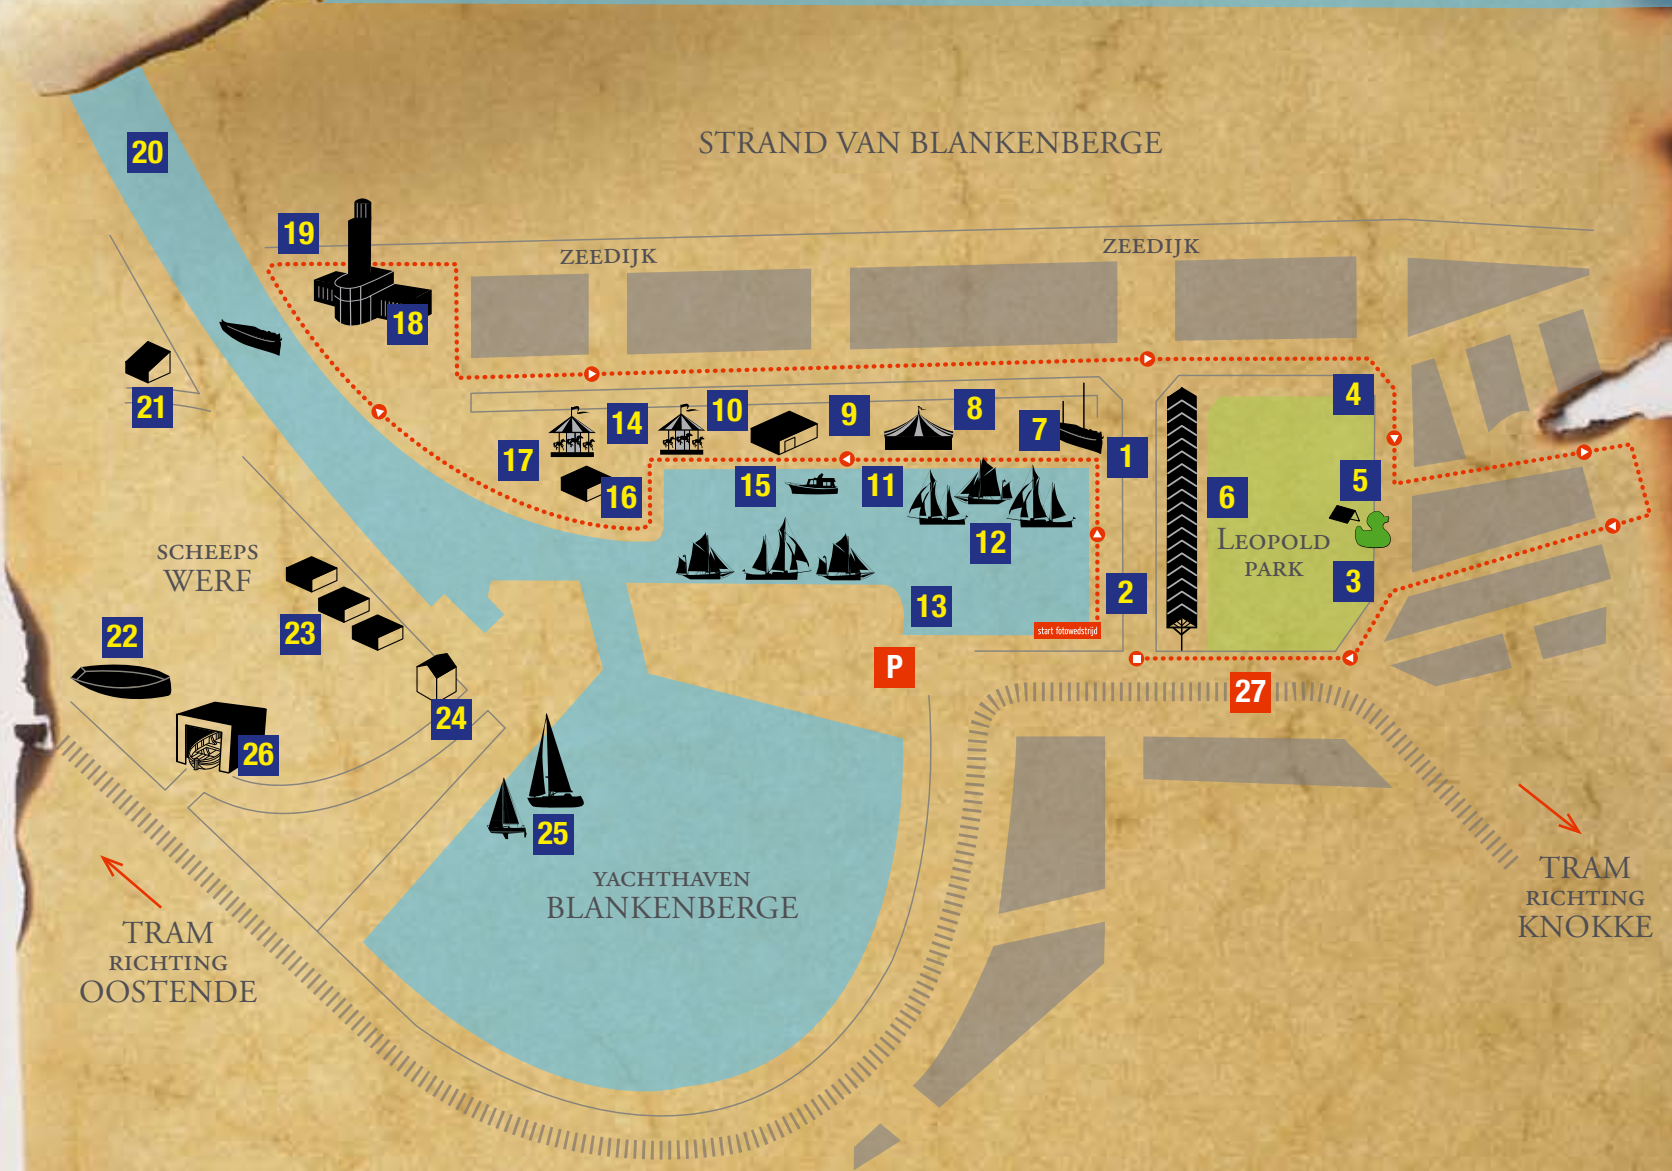 20
STRAND VAN BLANKENBERGE
19
ZEEDIJK
ZEEDIJK
18
21
4
14
10
9
8
7
17
1
16
15
11
6
5
12
LEOPOLD
PARK
3
SCHEEPS
WERF
2
13
start fotowedstrijd
22
23
P
27
24
26
25
YACHTHAVEN
BLANKENBERGE
TRAM
RICHTING
OOSTENDE
TRAM
RICHTING
KNOKKE